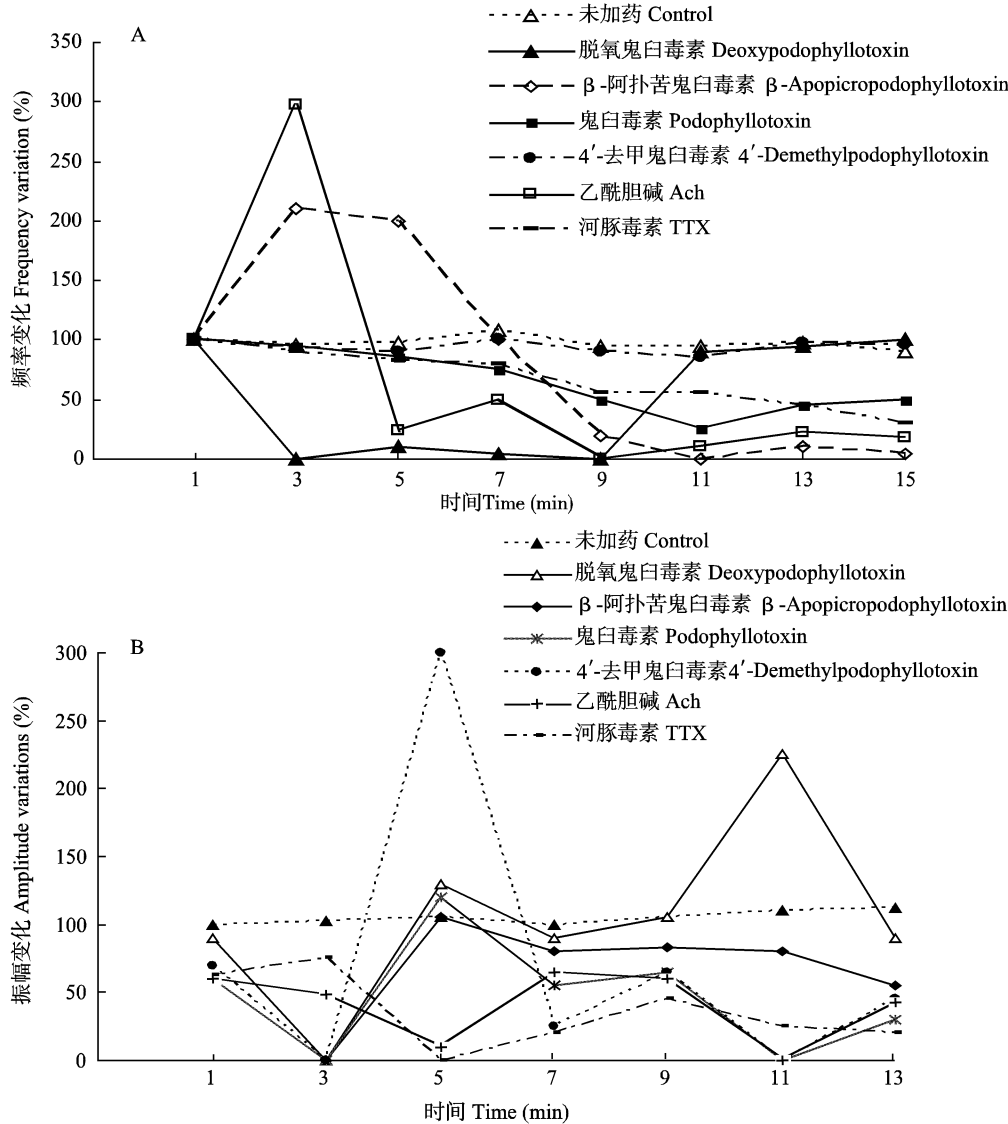 A
未加药 Control
脱氧鬼臼毒素 Deoxypodophyllotoxin
β-阿扑苦鬼臼毒素 β-Apopicropodophyllotoxin
鬼臼毒素 Podophyllotoxin
4′-去甲鬼臼毒素 4′-Demethylpodophyllotoxin
乙酰胆碱 Ach
河豚毒素 TTX
频率变化 Frequency variation (%)
350
300
250
200
150
100
50
0
1 3 5 7 9 11 13 15
时间Time (min)
B
未加药 Control
脱氧鬼臼毒素 Deoxypodophyllotoxin
β-阿扑苦鬼臼毒素 β-Apopicropodophyllotoxin
鬼臼毒素 Podophyllotoxin
4′-去甲鬼臼毒素4′-Demethylpodophyllotoxin
乙酰胆碱 Ach
河豚毒素 TTX
振幅变化 Amplitude variations (%)
300
250
200
150
100
50
0
1 3 5 7 9 11 13
时间 Time (min)